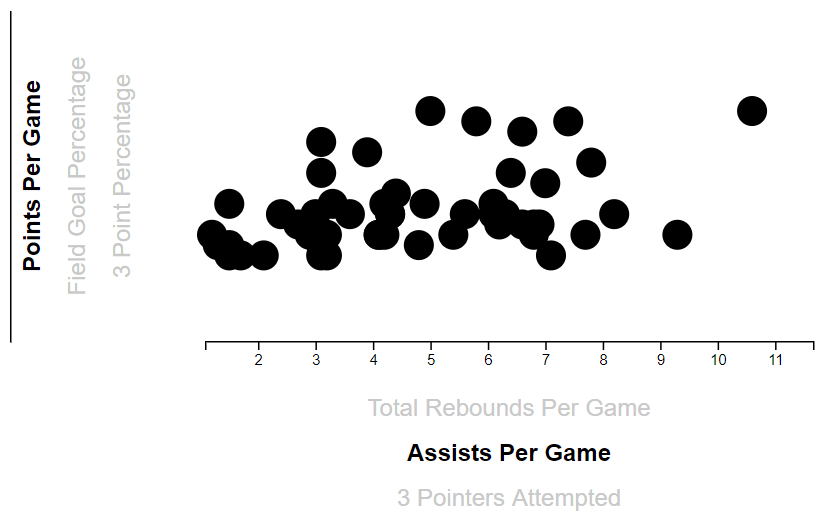 Points Per Game
Field Goal Percentage
3 Point Percentage
2 3 4 5 6 7 8 9 10 11
Total Rebounds Per Game
Assists Per Game
3 Pointers Attempted